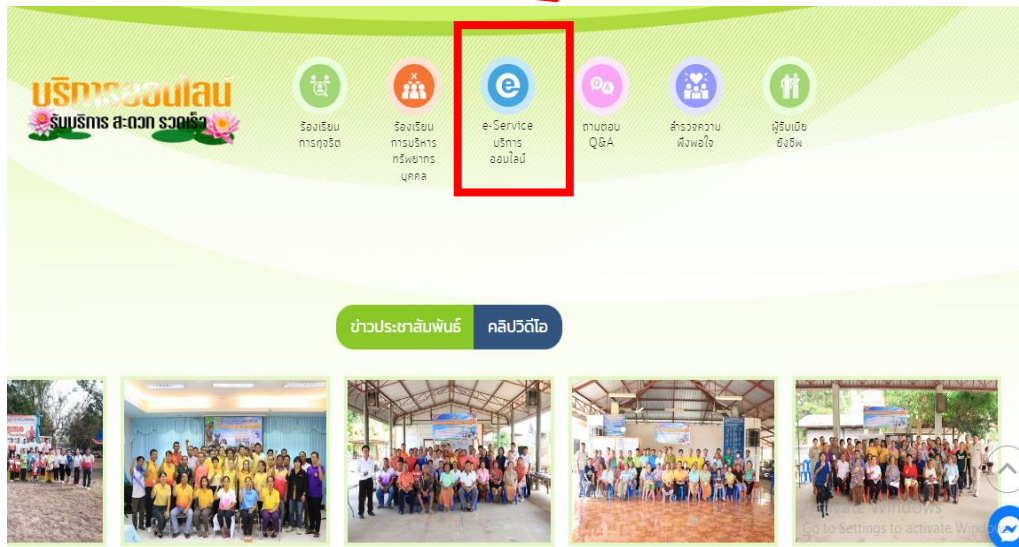 บริการออนไลน์
รับบริการ สะดวก รวดเร็ว
ร้องเรียน
การทุจริต
ร้องเรียน
การบริหาร
ทรัพยากร
บุคคล
e
e-Service
บริการ
ออนไลน์
Q
A
ถามตอบ
Q&A
สำรวจความ
พึงพอใจ
ผู้รับเบี้ย
ยังชีพ
ข่าวประชาสัมพันธ์
คลิปวิดีโอ
Activate Windows
Go to Settings to activate Windows